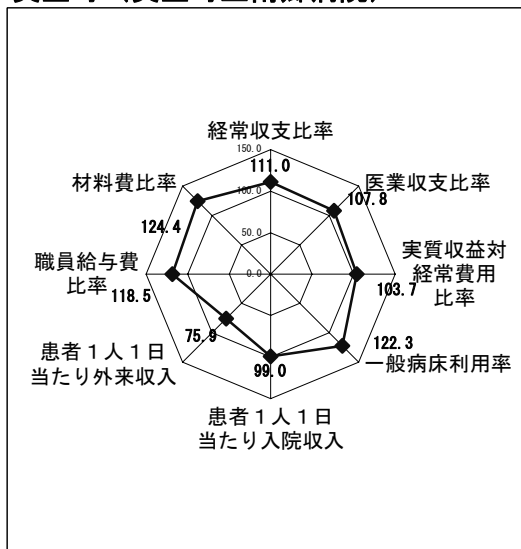 経常収支比率
150.0
111.0
材料費比率
医業収支比率
100.0
107.8
124.4
50.0
職員給与費
比率
実質収益対
経常費用
比率
0.0
118.5
103.7
75.9
122.3
患者１人１日
当たり外来収入
99.0
一般病床利用率
患者１人１日
当たり入院収入